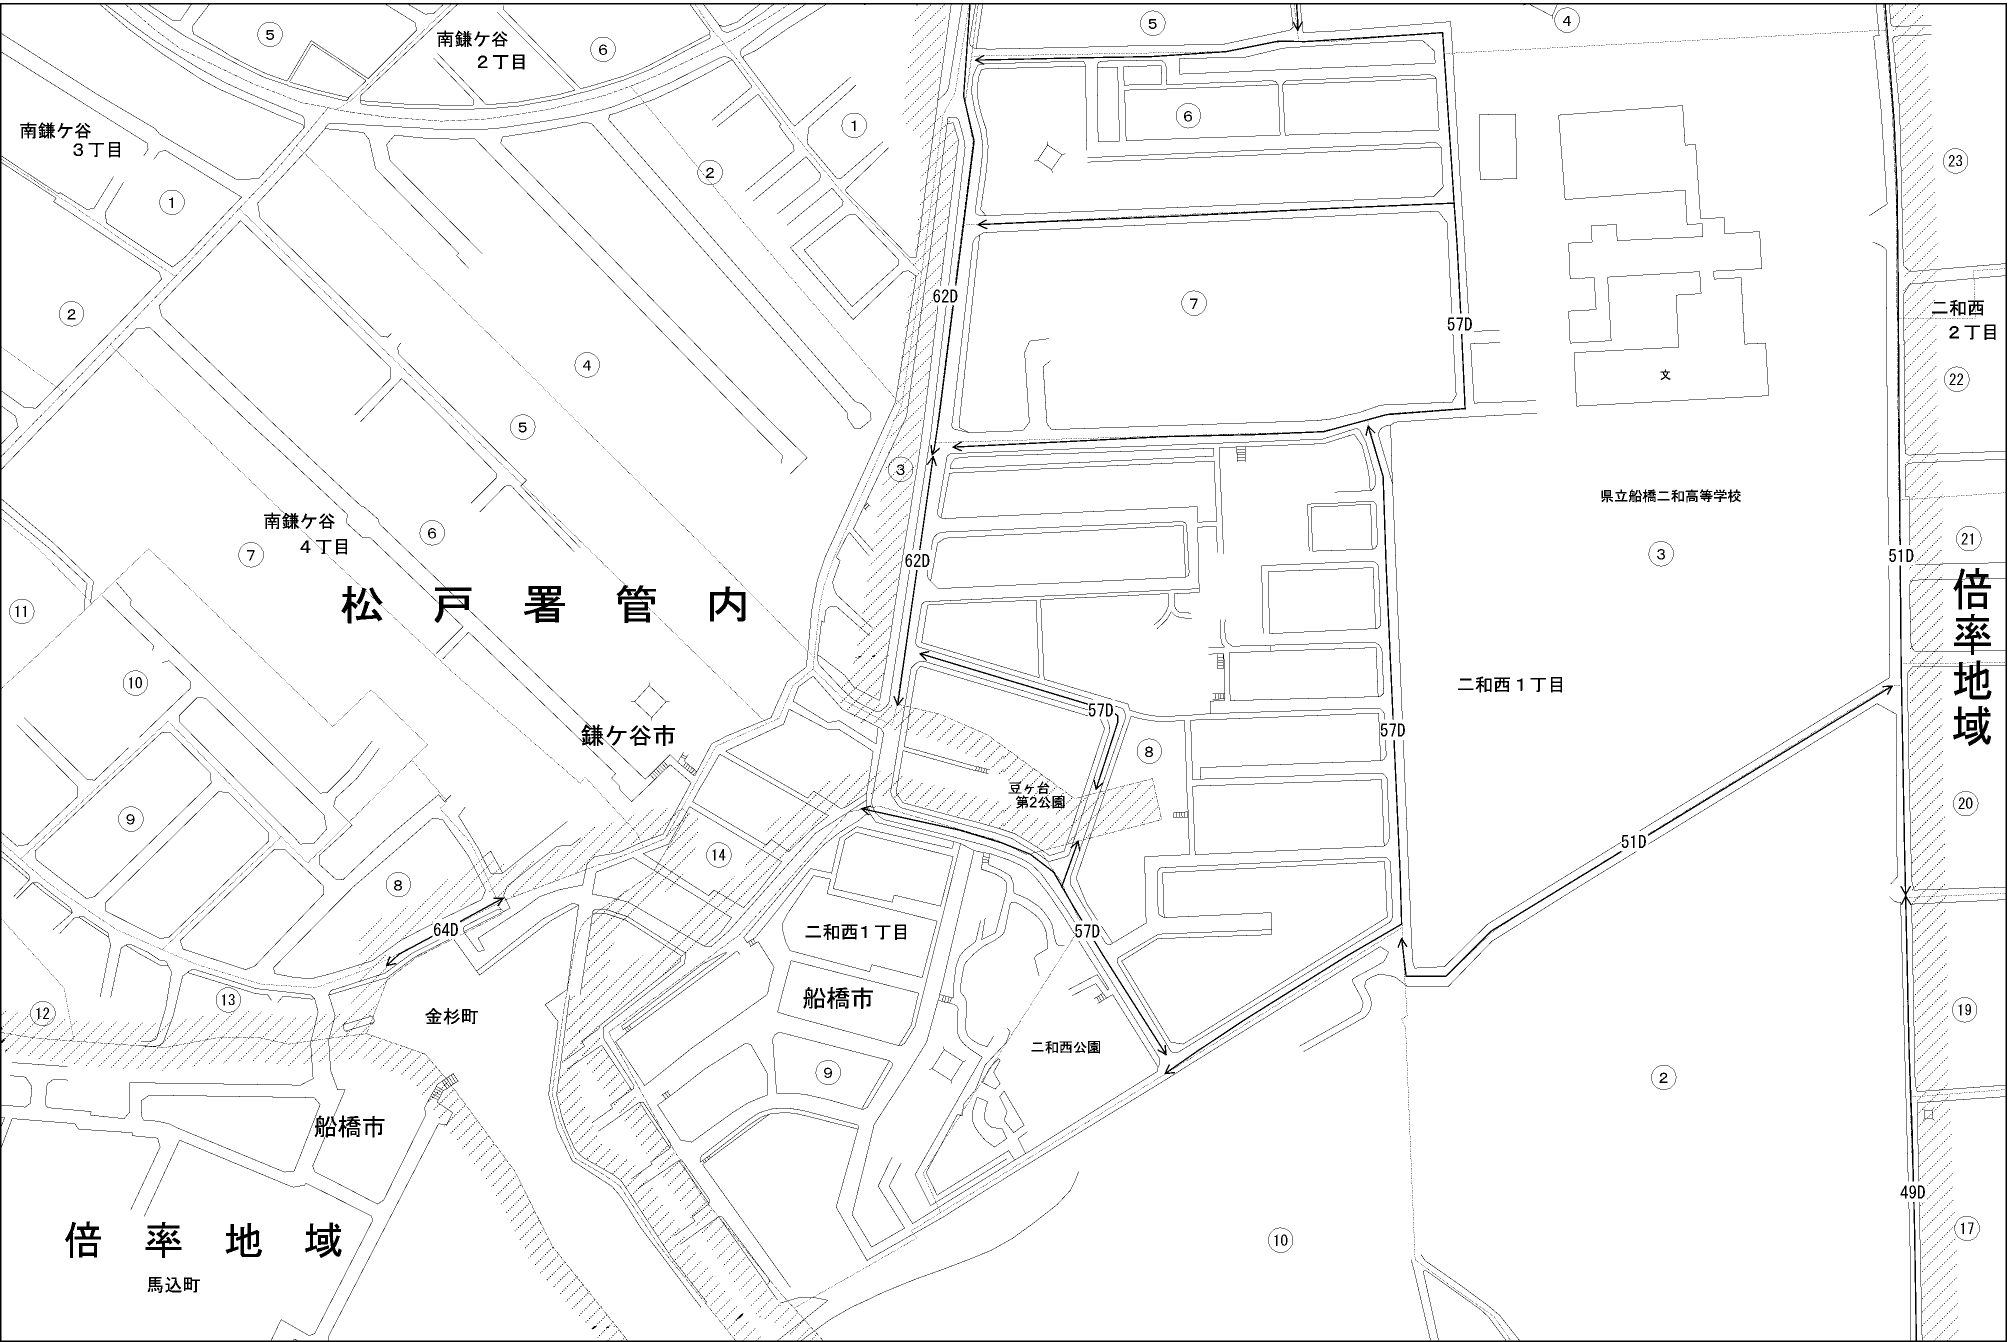 ⑤
南鎌ケ谷
２丁目
⑥
⑤
④
南鎌ケ谷
３丁目
①
①
②
⑥
㉓
②
62D
⑦
57D
二和西
２丁目
④
文
㉒
⑤
③
県立船橋二和高等学校
南鎌ケ谷
４丁目
⑥
⑦
62D
③
51D
㉑
松戸署管内
倍率地域
⑪
⑩
二和西１丁目
鎌ケ谷市
57D
57D
⑧
豆ヶ台
第2公園
⑨
⑳
51D
⑭
⑧
64D
二和西１丁目
57D
船橋市
⑬
⑫
金杉町
⑲
二和西公園
⑨
②
船橋市
49D
倍率地域
⑩
⑰
馬込町